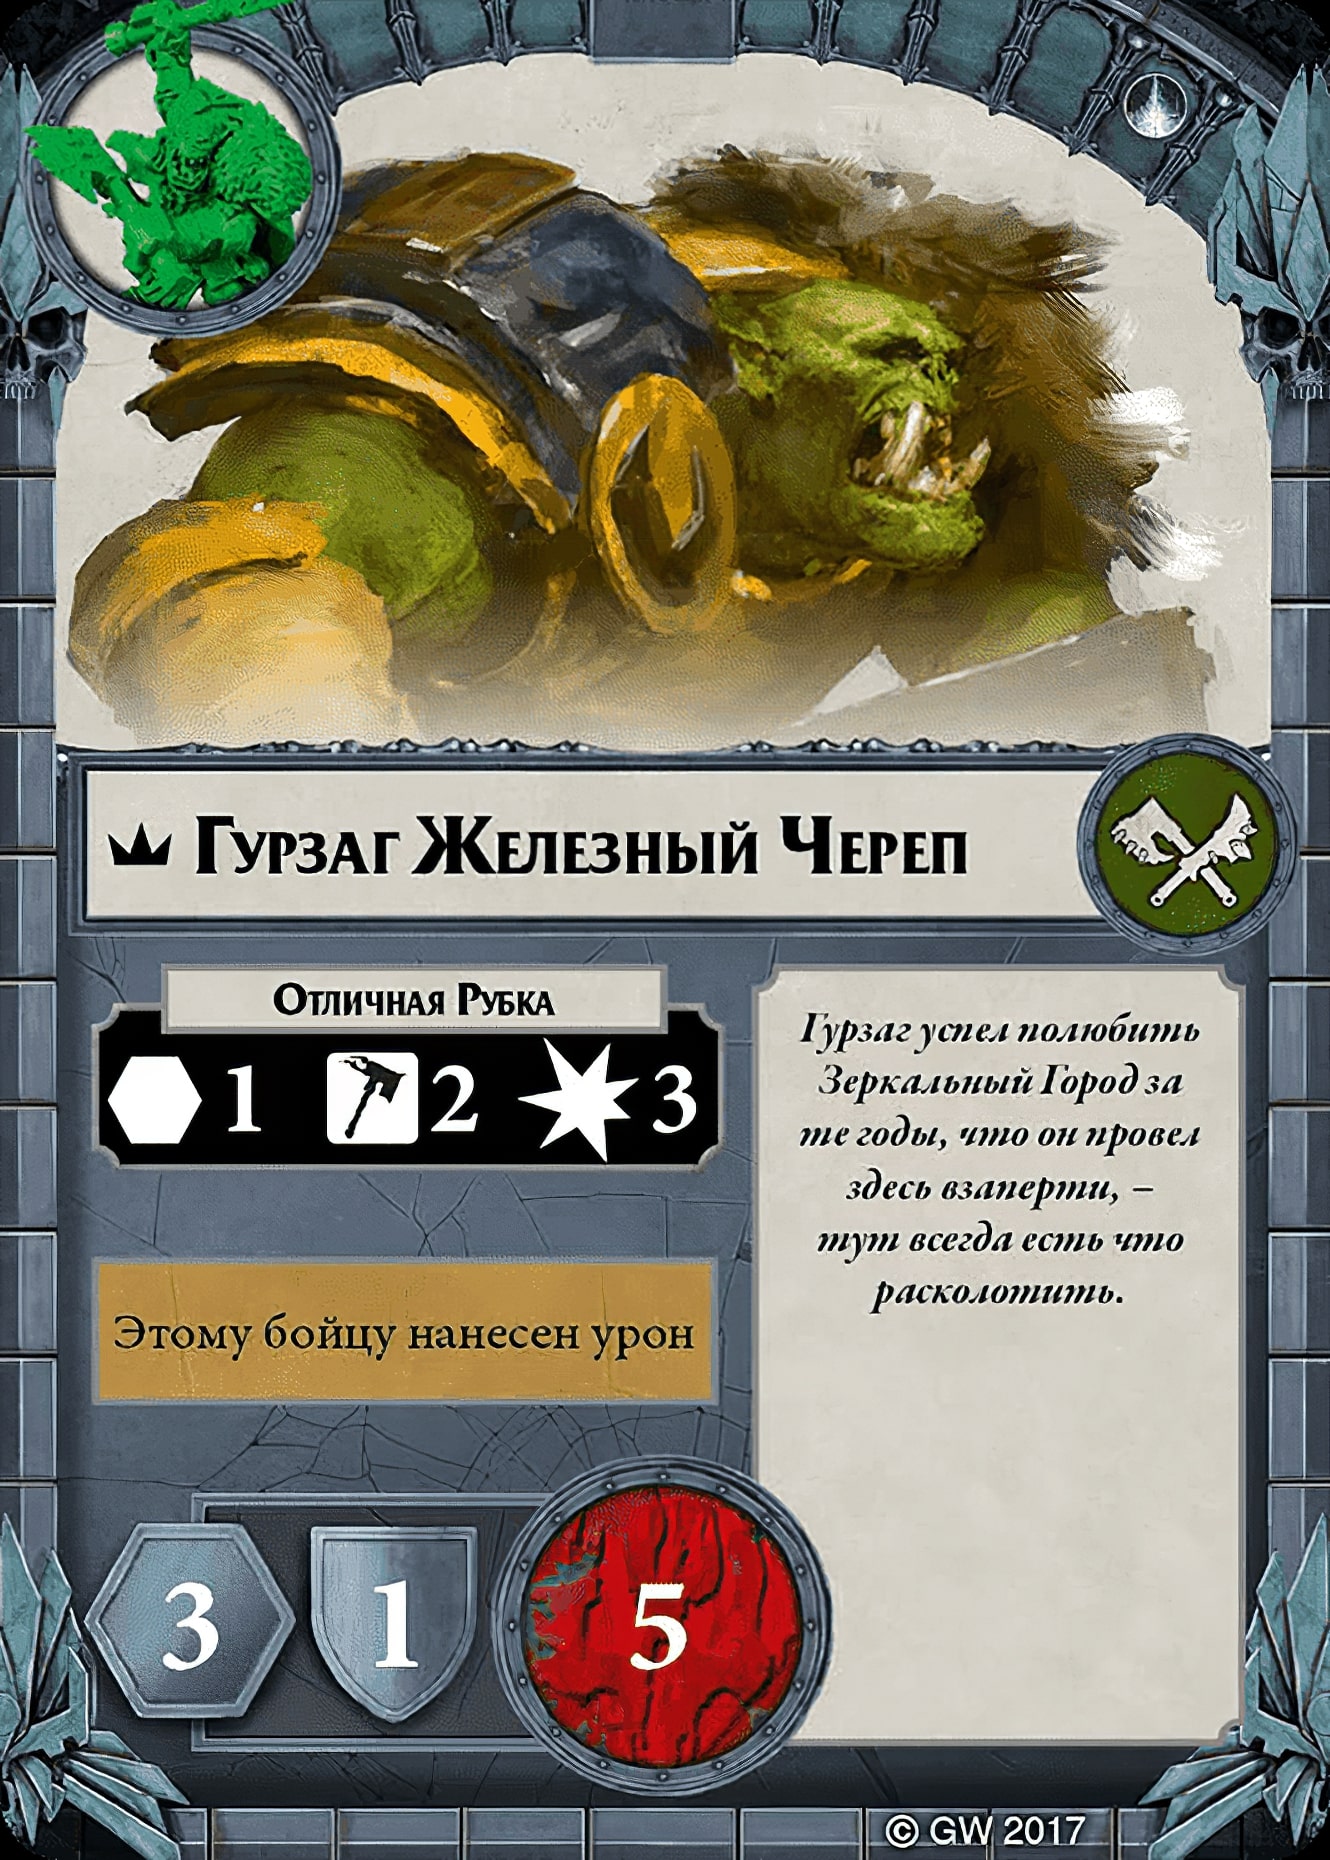 Гурзаг Железный Череп
Отличная Рубка
1 2 3
Этому бойцу нанесен урон
Гурзаг успел полюбить
Зеркальный Город за
те годы, что он провел
здесь взаперти, –
тут всегда есть что
расколотить.
3 1 5
© GW 2017